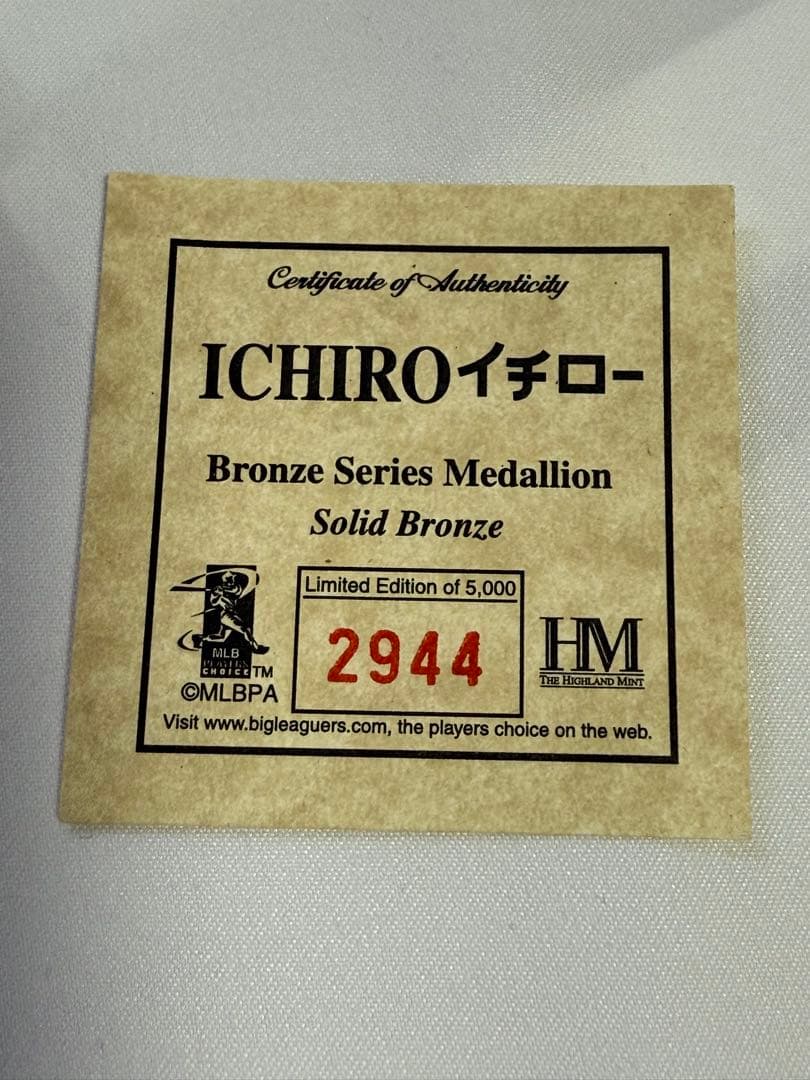 Certificate of Authenticity
ICHIROイチロー
Bronze Series Medallion
Solid Bronze
Limited Edition of 5,000
2944
MLB
PLAYERS
CHOICE TM
©MLBPA
HM
THE HIGHLAND MINT
Visit www.bigleaguers.com, the players choice on the web.